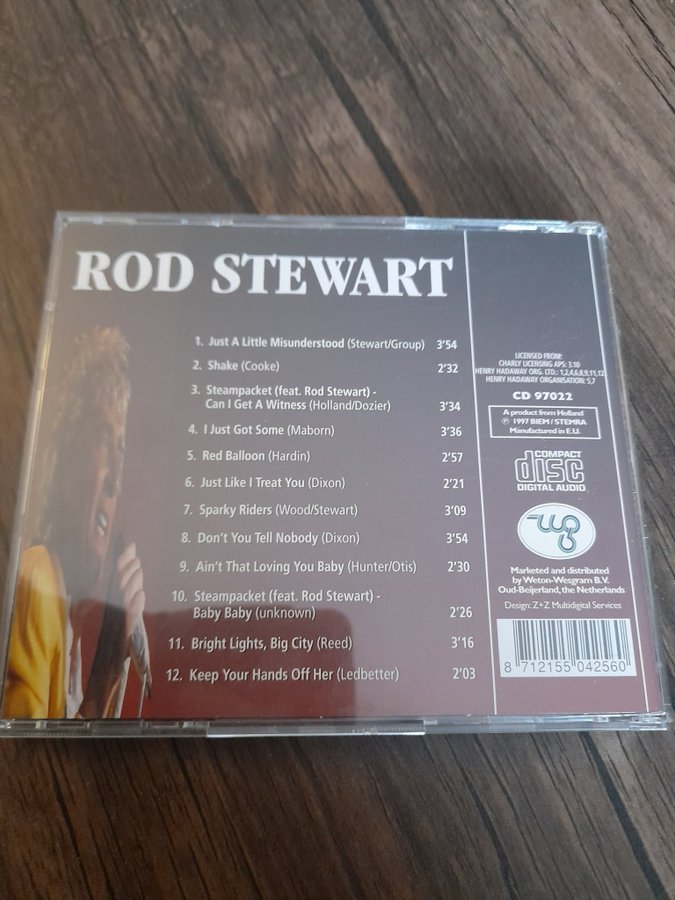 ROD STEWART
1. Just A Little Misunderstood (Stewart/Group) 3'54
2. Shake (Cooke) 2'32
3. Steampacket (feat. Rod Stewart) -
Can I Get A Witness (Holland/Dozier) 3'34
4. I Just Got Some (Maborn) 3'36
5. Red Balloon (Hardin) 2'57
6. Just Like I Treat You (Dixon) 2'21
7. Sparky Riders (Wood/Stewart) 3'09
8. Don't You Tell Nobody (Dixon) 3'54
9. Ain't That Loving You Baby (Hunter/Otis) 2'30
10. Steampacket (feat. Rod Stewart) -
Baby Baby (unknown) 2'26
11. Bright Lights, Big City (Reed) 3'16
12. Keep Your Hands Off Her (Ledbetter) 2'03
LICENSED FROM:
CHARLY LICENSING APS: 3.10
HENRY HADAWAY ORG. LTD.: 1,2,4,6,8,9,11,12
HENRY HADAWAY ORGANISATION: 5,7
CD 97022
A product from Holland
℗ 1997 BIEM / STEMRA
Manufactured in E.U.
COMPACT
disc
DIGITAL AUDIO
Marketed and distributed
by Weton-Wesgram B.V.
Oud-Beijerland, the Netherlands
Design: Z+Z Multidigital Services
8 712155 042560